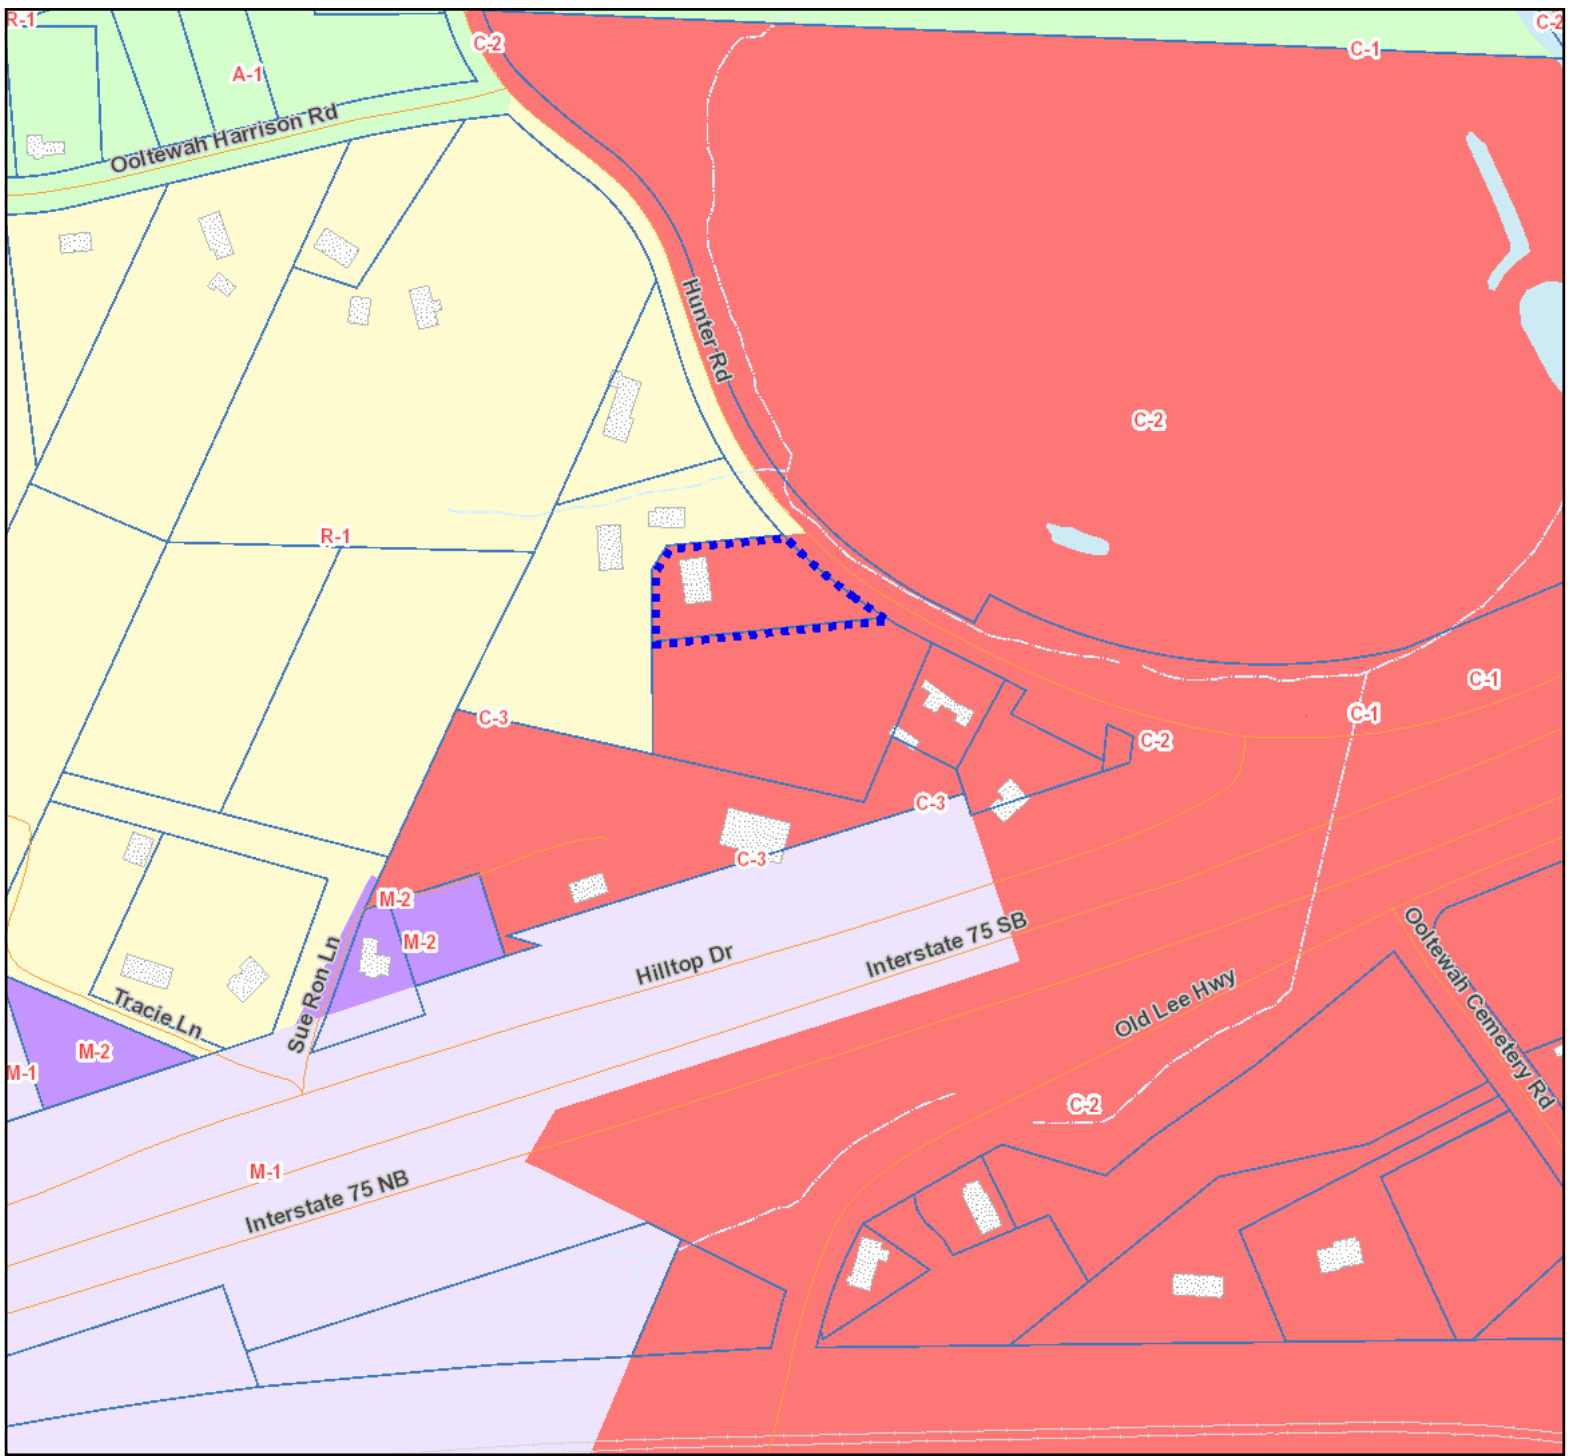 R-1
C-2
C-2
C-1
A-1
Ooltewah Harrison Rd
Hunter Rd
C-2
R-1
C-1
C-3
C-1
C-2
C-3
C-3
M-2
M-2
Interstate 75 SB
Hilltop Dr
Ooltewah Cemetery Rd
Old Lee Hwy
Sue Ron Ln
Tracie Ln
M-2
M-1
C-2
M-1
Interstate 75 NB